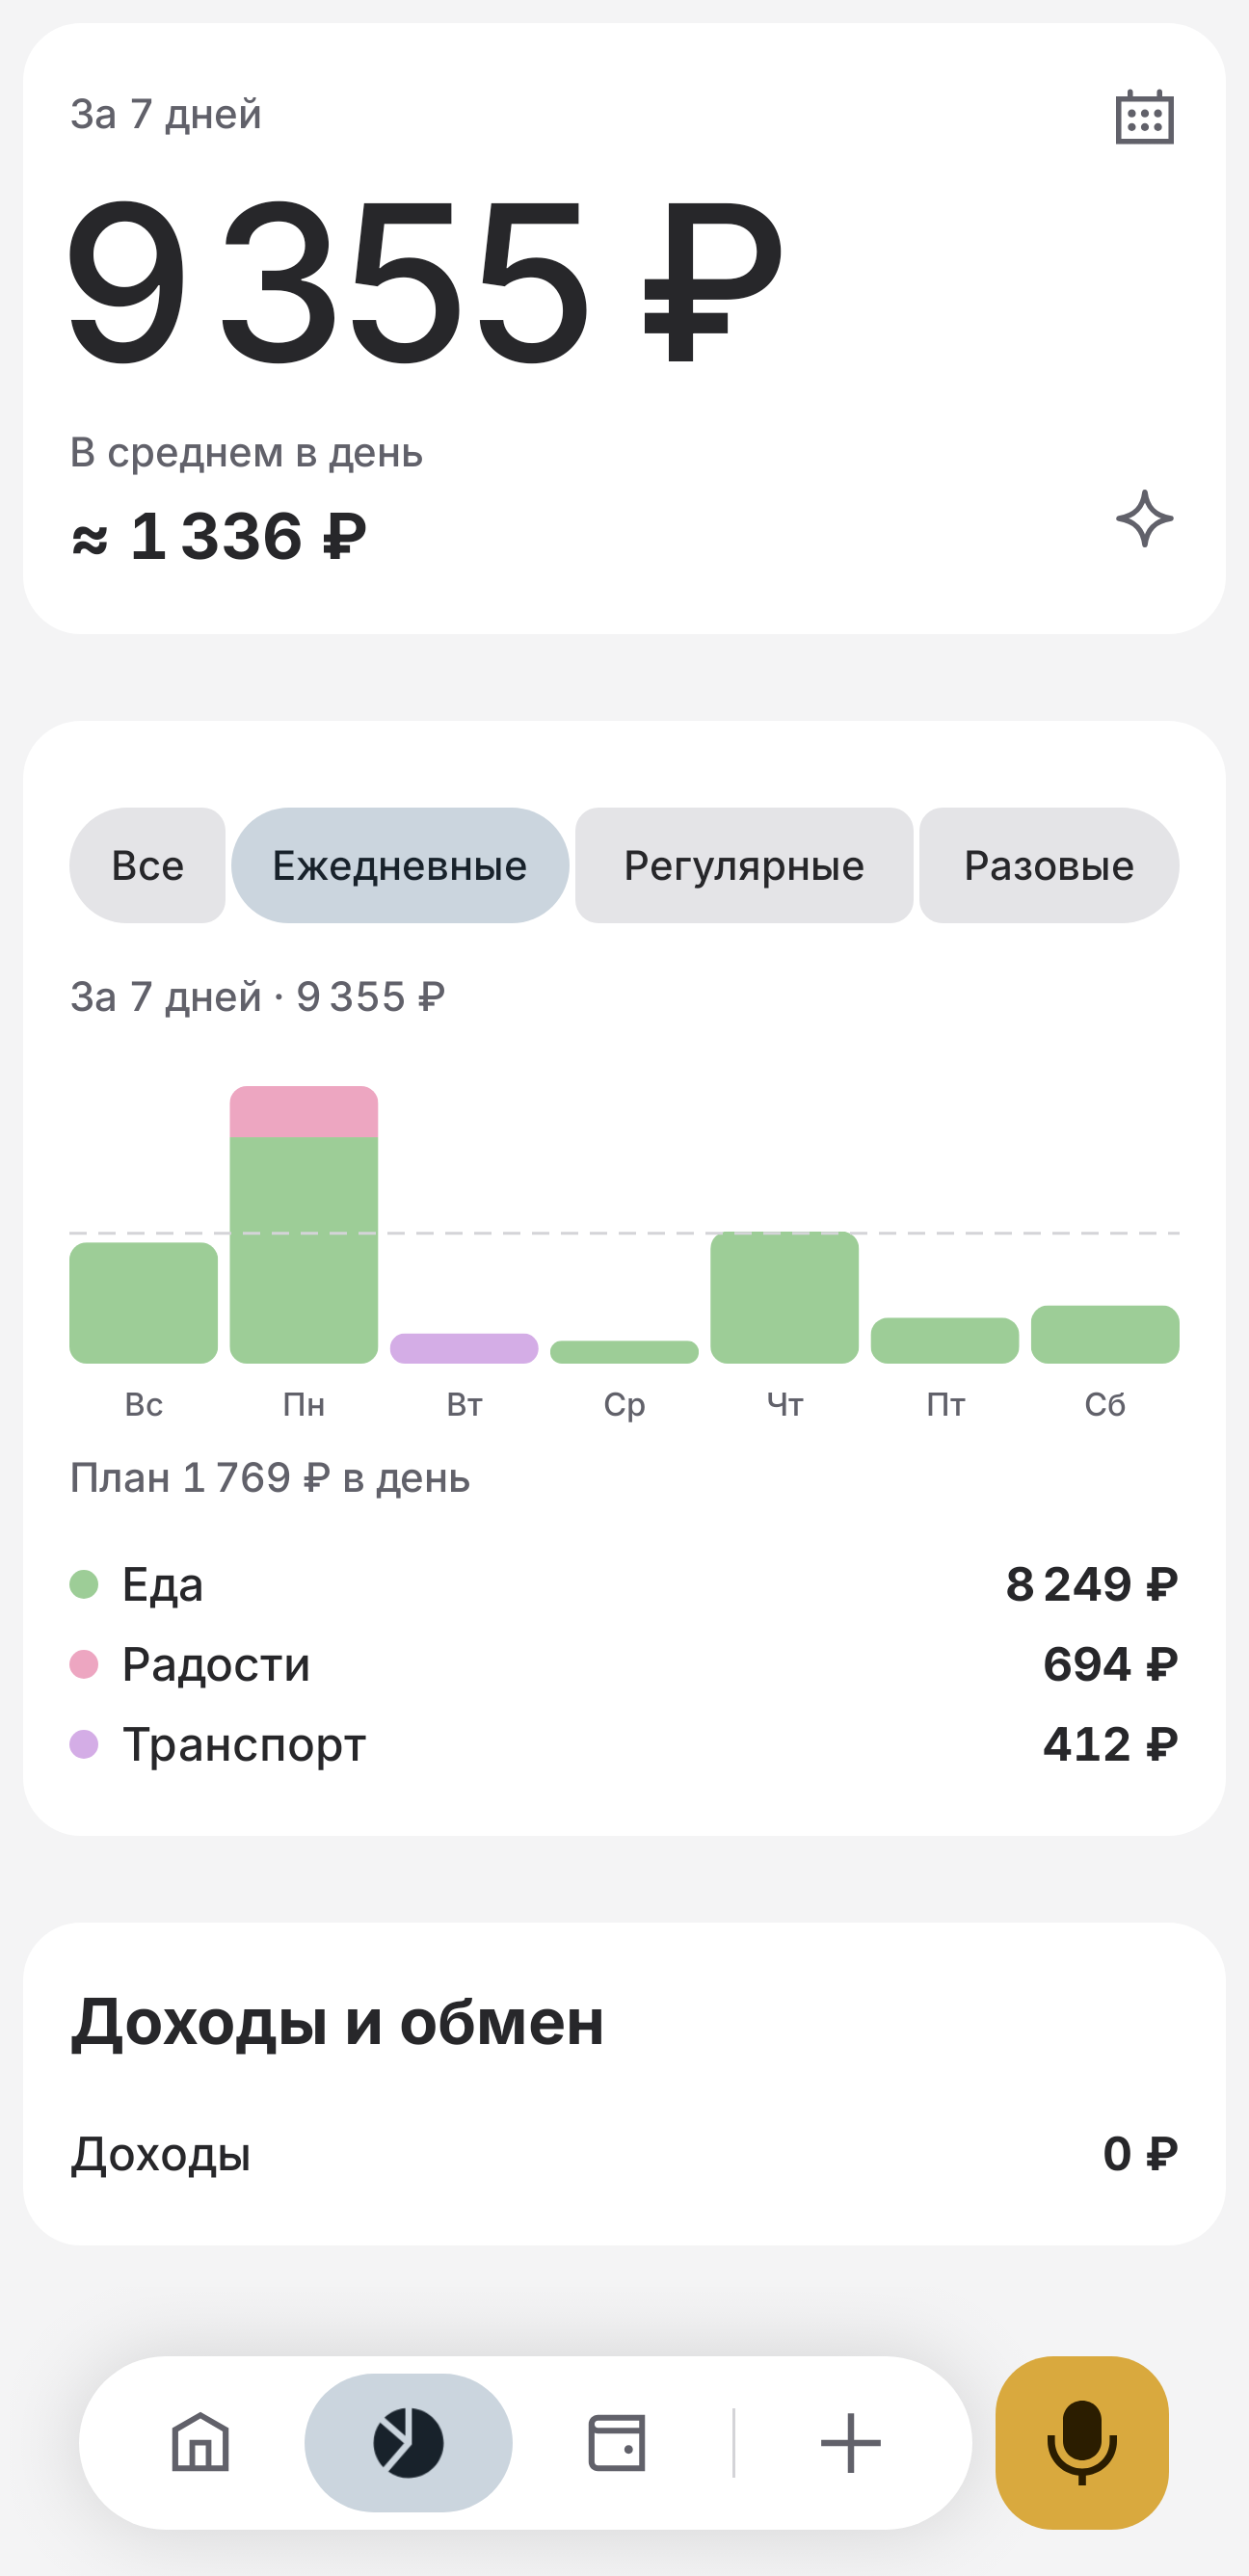 За 7 дней
9 355 ₽
В среднем в день
≈ 1 336 ₽
Все Ежедневные Регулярные Разовые
За 7 дней · 9 355 ₽
Вс Пн Вт Ср Чт Пт Сб
План 1 769 ₽ в день
Еда 8 249 ₽
Радости 694 ₽
Транспорт 412 ₽
Доходы и обмен
Доходы 0 ₽